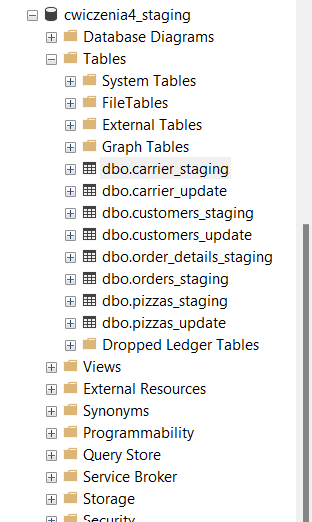 cwiczenia4_staging
Database Diagrams
Tables
System Tables
FileTables
External Tables
Graph Tables
dbo.carrier_staging
dbo.carrier_update
dbo.customers_staging
dbo.customers_update
dbo.order_details_staging
dbo.orders_staging
dbo.pizzas_staging
dbo.pizzas_update
Dropped Ledger Tables
Views
External Resources
Synonyms
Programmability
Query Store
Service Broker
Storage
Security